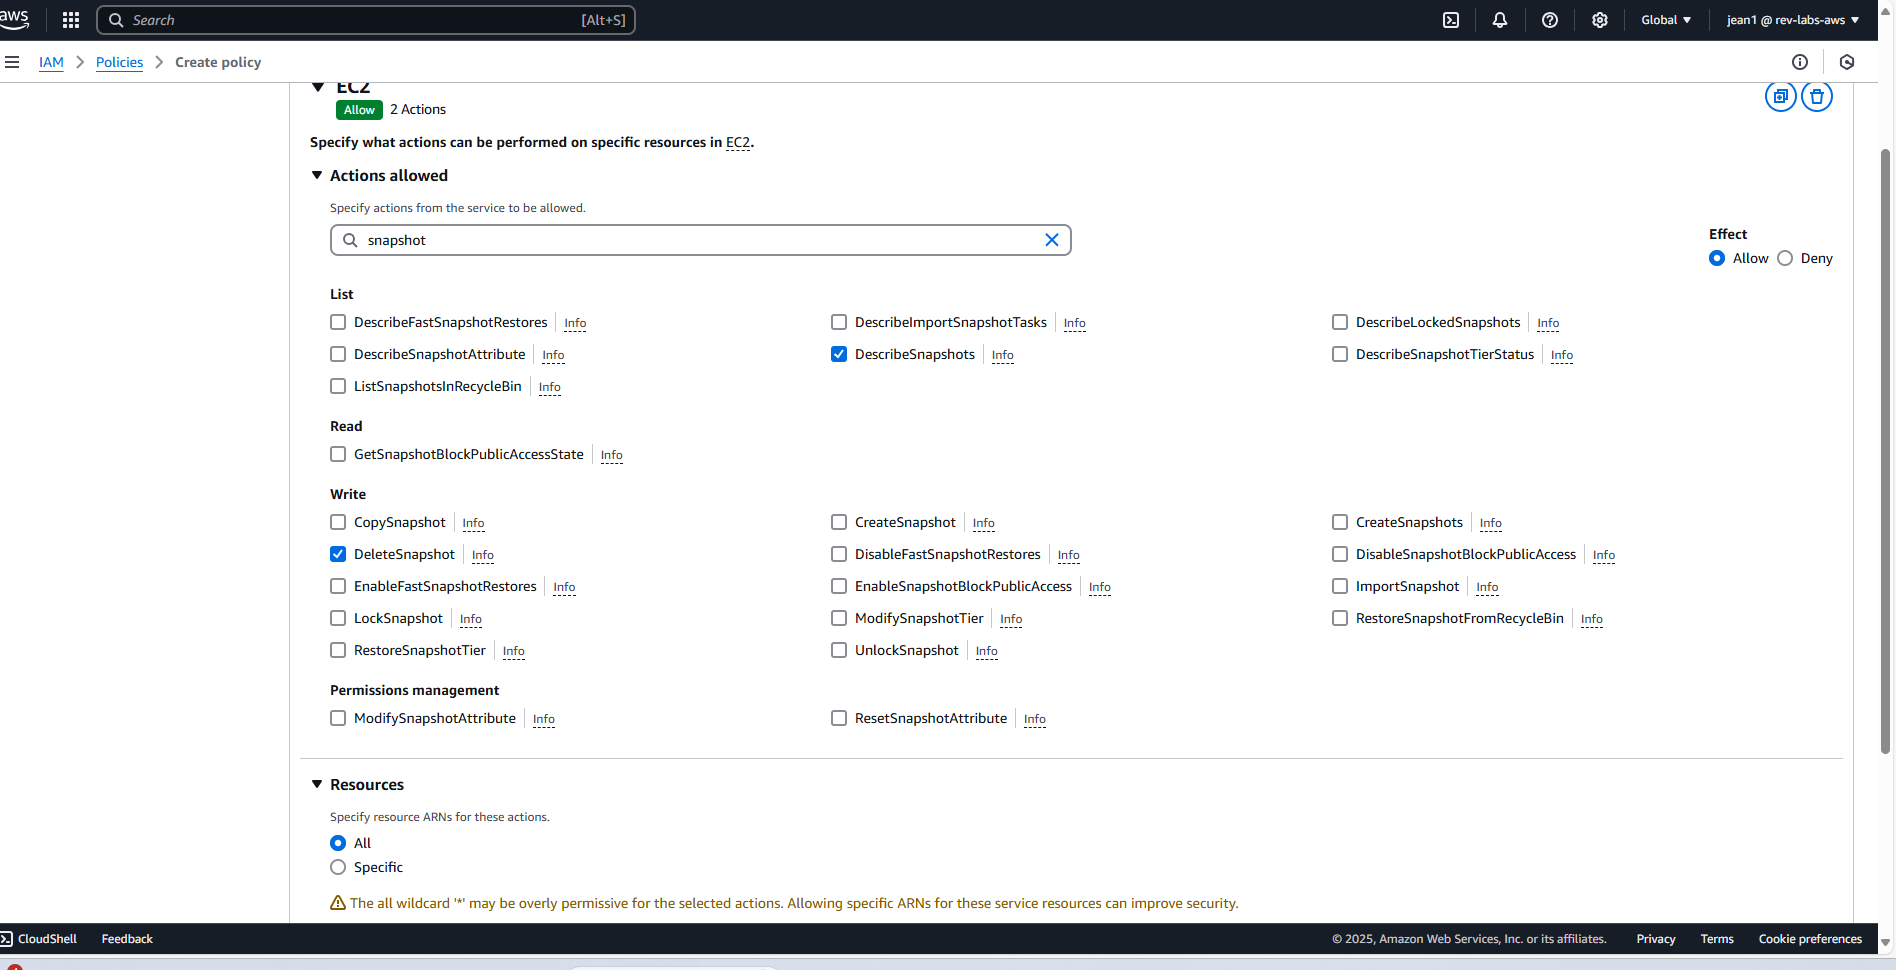 aws Search [Alt+S] Global jean1 @ rev-labs-aws
IAM Policies Create policy
EC2
Allow 2 Actions
Specify what actions can be performed on specific resources in EC2.
Actions allowed
Specify actions from the service to be allowed.
snapshot
Effect
Allow Deny
List
DescribeFastSnapshotRestores Info DescribeImportSnapshotTasks Info DescribeLockedSnapshots Info
DescribeSnapshotAttribute Info DescribeSnapshots Info DescribeSnapshotTierStatus Info
ListSnapshotsInRecycleBin Info
Read
GetSnapshotBlockPublicAccessState Info
Write
CopySnapshot Info CreateSnapshot Info CreateSnapshots Info
DeleteSnapshot Info DisableFastSnapshotRestores Info DisableSnapshotBlockPublicAccess Info
EnableFastSnapshotRestores Info EnableSnapshotBlockPublicAccess Info ImportSnapshot Info
LockSnapshot Info ModifySnapshotTier Info RestoreSnapshotFromRecycleBin Info
RestoreSnapshotTier Info UnlockSnapshot Info
Permissions management
ModifySnapshotAttribute Info ResetSnapshotAttribute Info
Resources
Specify resource ARNs for these actions.
All
Specific
The all wildcard '*' may be overly permissive for the selected actions. Allowing specific ARNs for these service resources can improve security.
CloudShell Feedback © 2025, Amazon Web Services, Inc. or its affiliates. Privacy Terms Cookie preferences